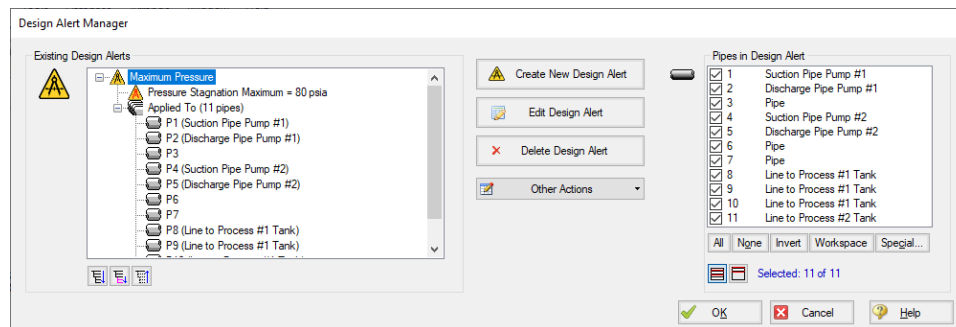 Design Alert Manager
Existing Design Alerts
Maximum Pressure
Pressure Stagnation Maximum = 80 psia
Applied To (11 pipes)
P1 (Suction Pipe Pump #1)
P2 (Discharge Pipe Pump #1)
P3
P4 (Suction Pipe Pump #2)
P5 (Discharge Pipe Pump #2)
P6
P7
P8 (Line to Process #1 Tank)
P9 (Line to Process #1 Tank)
Create New Design Alert
Edit Design Alert
Delete Design Alert
Other Actions
Pipes in Design Alert
1 Suction Pipe Pump #1
2 Discharge Pipe Pump #1
3 Pipe
4 Suction Pipe Pump #2
5 Discharge Pipe Pump #2
6 Pipe
7 Pipe
8 Line to Process #1 Tank
9 Line to Process #1 Tank
10 Line to Process #1 Tank
11 Line to Process #2 Tank
All None Invert Workspace Special...
Selected: 11 of 11
OK Cancel Help